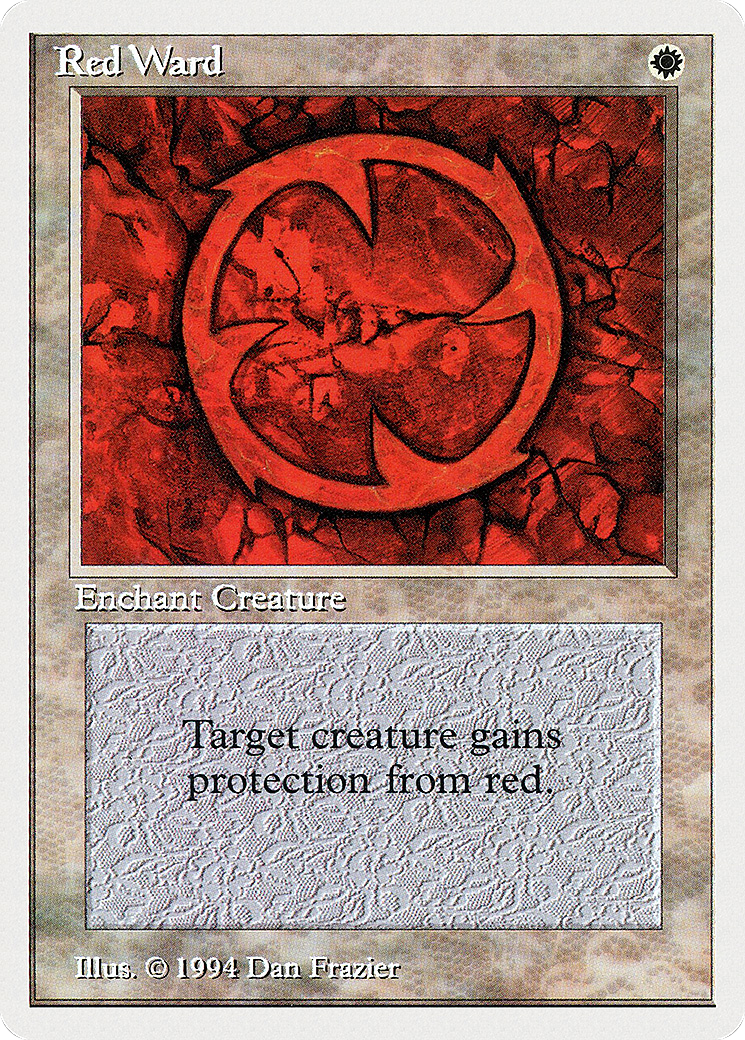 Red Ward
Enchant Creature
Target creature gains
protection from red.
Illus. © 1994 Dan Frazier